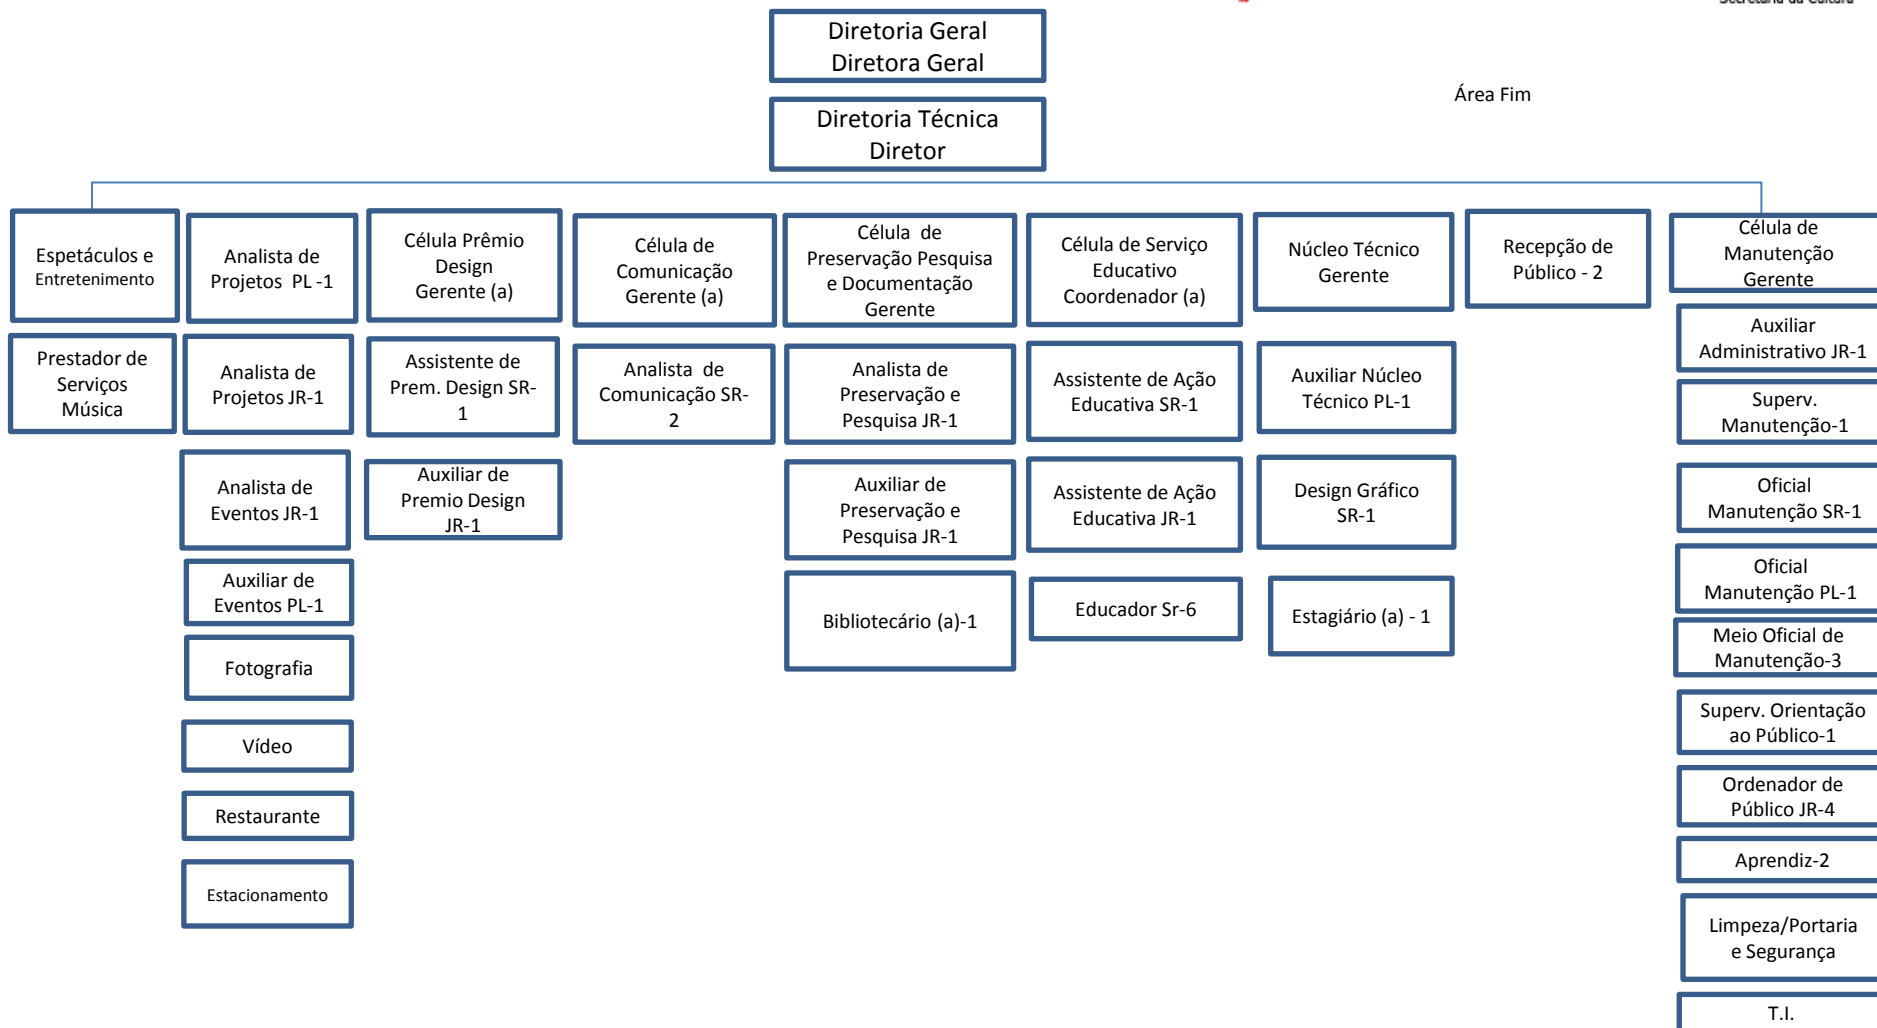 Secretaria da Cultura
Diretoria Geral
Diretora Geral
Área Fim
Diretoria Técnica
Diretor
Espetáculos e
Entretenimento
Analista de
Projetos PL -1
Célula Prêmio
Design
Gerente (a)
Célula de
Comunicação
Gerente (a)
Célula de
Preservação Pesquisa
e Documentação
Gerente
Célula de Serviço
Educativo
Coordenador (a)
Núcleo Técnico
Gerente
Recepção de
Público - 2
Célula de
Manutenção
Gerente
Prestador de
Serviços
Música
Analista de
Projetos JR-1
Assistente de
Prem. Design SR-
1
Analista de
Comunicação SR-
2
Analista de
Preservação e
Pesquisa JR-1
Assistente de Ação
Educativa SR-1
Auxiliar Núcleo
Técnico PL-1
Auxiliar
Administrativo JR-1
Superv.
Manutenção-1
Analista de
Eventos JR-1
Auxiliar de
Premio Design
JR-1
Auxiliar de
Preservação e
Pesquisa JR-1
Assistente de Ação
Educativa JR-1
Design Gráfico
SR-1
Oficial
Manutenção SR-1
Auxiliar de
Eventos PL-1
Bibliotecário (a)-1
Educador Sr-6
Estagiário (a) - 1
Oficial
Manutenção PL-1
Meio Oficial de
Manutenção-3
Fotografia
Superv. Orientação
ao Público-1
Vídeo
Ordenador de
Público JR-4
Restaurante
Aprendiz-2
Estacionamento
Limpeza/Portaria
e Segurança
T.I.